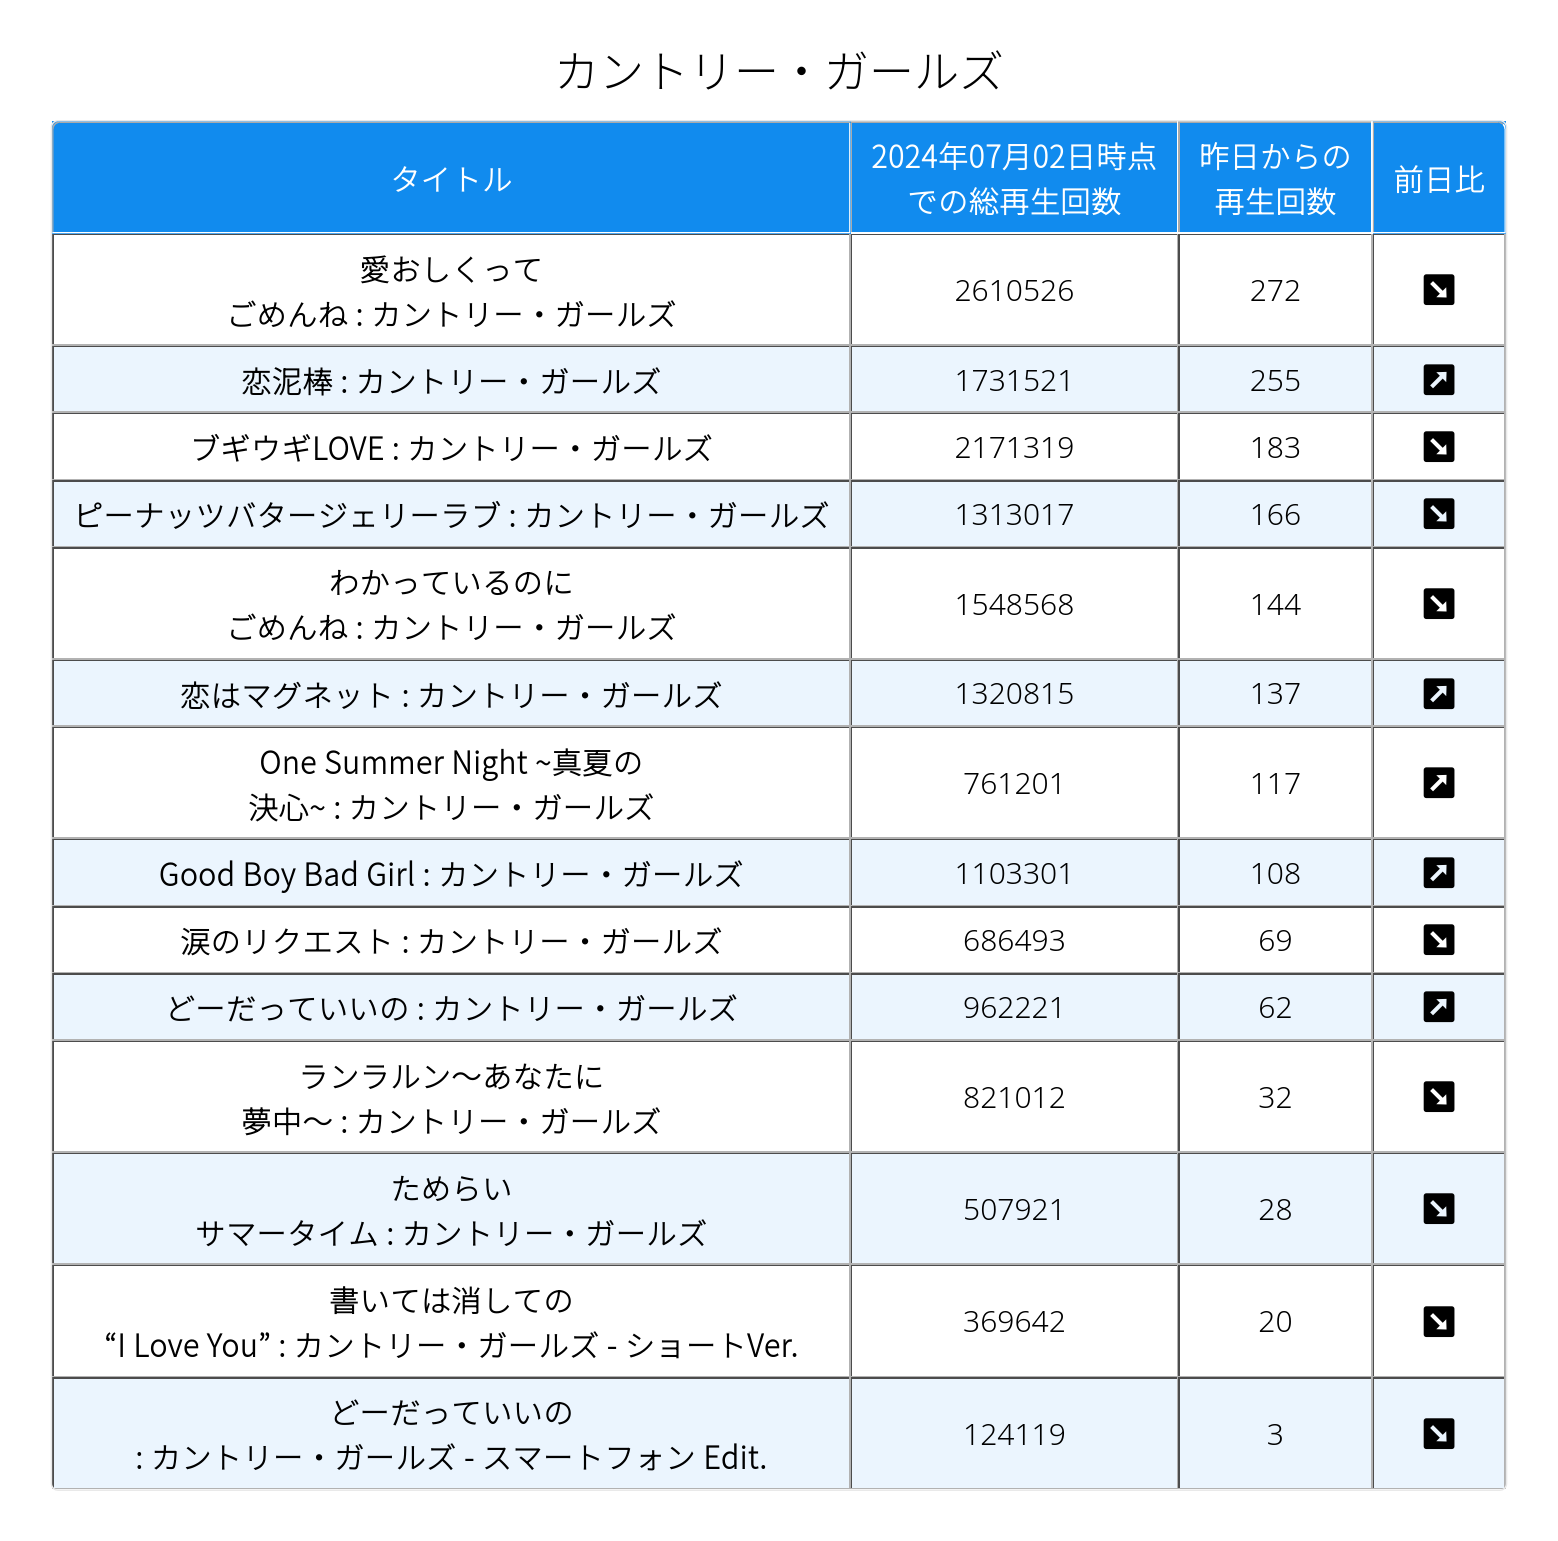 カントリー・ガールズ
タイトル
2024年07月02日時点
での総再生回数
昨日からの
再生回数
前日比
愛おしくって
ごめんね : カントリー・ガールズ
2610526
272
恋泥棒 : カントリー・ガールズ
1731521
255
ブギウギLOVE : カントリー・ガールズ
2171319
183
ピーナッツバタージェリーラブ : カントリー・ガールズ
1313017
166
わかっているのに
ごめんね : カントリー・ガールズ
1548568
144
恋はマグネット : カントリー・ガールズ
1320815
137
One Summer Night ~真夏の
決心~ : カントリー・ガールズ
761201
117
Good Boy Bad Girl : カントリー・ガールズ
1103301
108
涙のリクエスト : カントリー・ガールズ
686493
69
どーだっていいの : カントリー・ガールズ
962221
62
ランラルン〜あなたに
夢中〜 : カントリー・ガールズ
821012
32
ためらい
サマータイム : カントリー・ガールズ
507921
28
書いては消しての
“I Love You” : カントリー・ガールズ - ショートVer.
369642
20
どーだっていいの
: カントリー・ガールズ - スマートフォン Edit.
124119
3